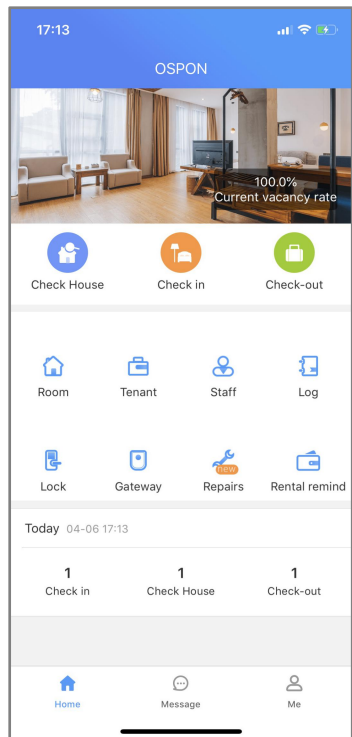 17:13
OSPON
100.0%
Current vacancy rate
Check House
Check in
Check-out
Room
Tenant
Staff
Log
Lock
Gateway
new
Repairs
Rental remind
Today 04-06 17:13
1
1
1
Check in
Check House
Check-out
Home
Message
Me